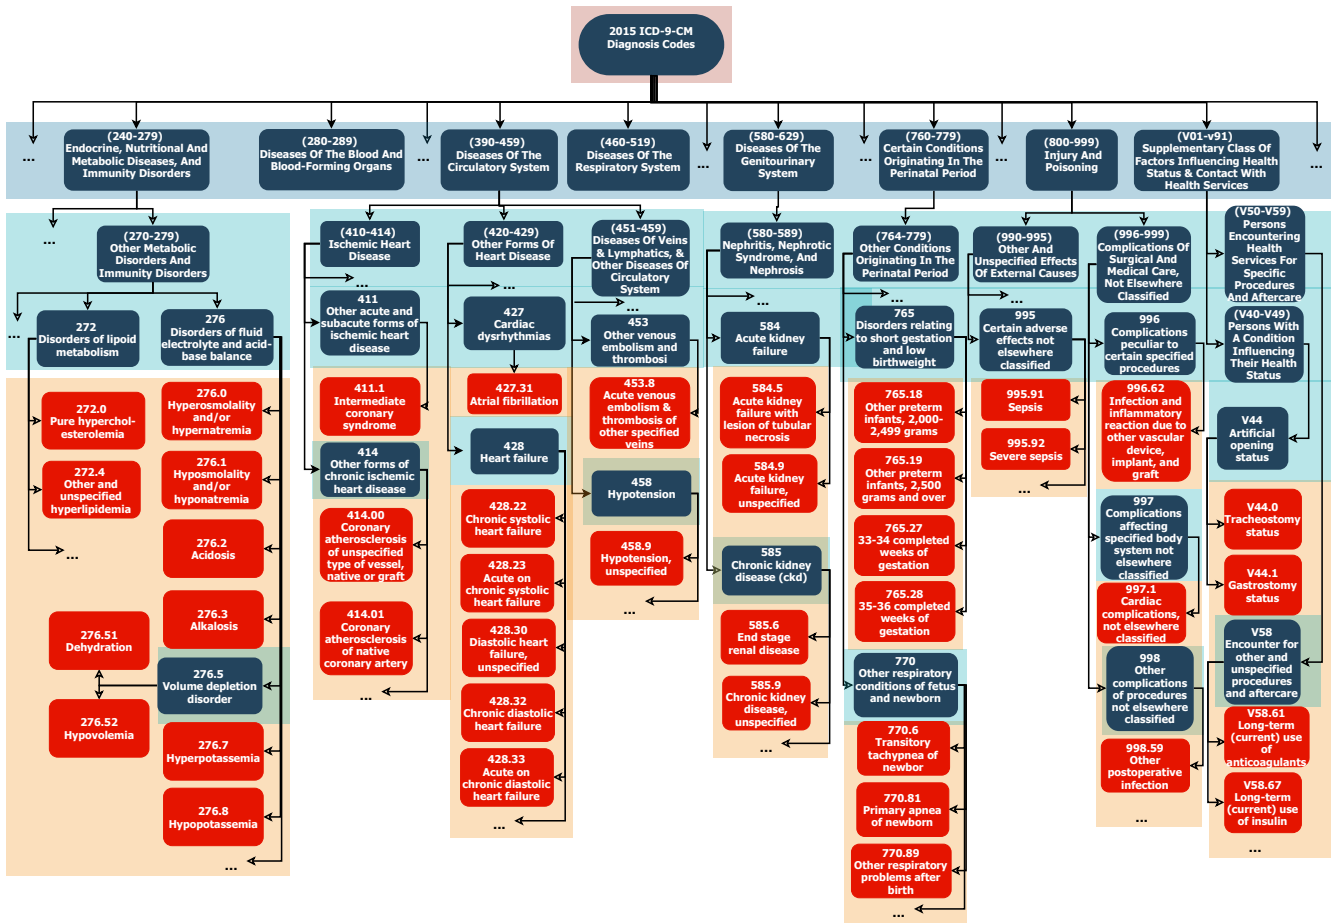 2015 ICD-9-CM
Diagnosis Codes
...
(240-279)
Endocrine, Nutritional And
Metabolic Diseases, And
Immunity Disorders
(280-289)
Diseases Of The Blood And
Blood-Forming Organs
...
(390-459)
Diseases Of The
Circulatory System
(460-519)
Diseases Of The
Respiratory System
...
(580-629)
Diseases Of The
Genitourinary
System
...
(760-779)
Certain Conditions
Originating In The
Perinatal Period
...
(800-999)
Injury And
Poisoning
(V01-v91)
Supplementary Class Of
Factors Influencing Health
Status & Contact With
Health Services
...
...
(270-279)
Other Metabolic
Disorders And
Immunity Disorders
...
272
Disorders of lipoid
metabolism
276
Disorders of fluid
electrolyte and acid-
base balance
272.0
Pure hyperchol-
esterolemia
272.4
Other and
unspecified
hyperlipidemia
...
276.0
Hyperosmolality
and/or
hypernatremia
276.1
Hyposmolality
and/or
hyponatremia
276.2
Acidosis
276.3
Alkalosis
276.51
Dehydration
276.5
Volume depletion
disorder
276.52
Hypovolemia
276.7
Hyperpotassemia
276.8
Hypopotassemia
...
(410-414)
Ischemic Heart
Disease
...
411
Other acute and
subacute forms of
ischemic heart
disease
411.1
Intermediate
coronary
syndrome
414
Other forms of
chronic ischemic
heart disease
414.00
Coronary
atherosclerosis
of unspecified
type of vessel,
native or graft
414.01
Coronary
atherosclerosis
of native
coronary artery
...
(420-429)
Other Forms Of
Heart Disease
...
427
Cardiac
dysrhythmias
427.31
Atrial fibrillation
428
Heart failure
428.22
Chronic systolic
heart failure
428.23
Acute on
chronic systolic
heart failure
428.30
Diastolic heart
failure,
unspecified
428.32
Chronic diastolic
heart failure
428.33
Acute on
chronic diastolic
heart failure
...
(451-459)
Diseases Of Veins
& Lymphatics, &
Other Diseases Of
Circulatory
System
...
453
Other venous
embolism and
thrombosi
453.8
Acute venous
embolism &
thrombosis of
other specified
veins
458
Hypotension
458.9
Hypotension,
unspecified
...
(580-589)
Nephritis, Nephrotic
Syndrome, And
Nephrosis
...
584
Acute kidney
failure
584.5
Acute kidney
failure with
lesion of tubular
necrosis
584.9
Acute kidney
failure,
unspecified
...
585
Chronic kidney
disease (ckd)
585.6
End stage
renal disease
585.9
Chronic kidney
disease,
unspecified
...
(764-779)
Other Conditions
Originating In The
Perinatal Period
...
765
Disorders relating
to short gestation
and low
birthweight
765.18
Other preterm
infants, 2,000-
2,499 grams
765.19
Other preterm
infants, 2,500
grams and over
765.27
33-34 completed
weeks of
gestation
765.28
35-36 completed
weeks of
gestation
770
Other respiratory
conditions of fetus
and newborn
770.6
Transitory
tachypnea of
newbor
770.81
Primary apnea
of newborn
770.89
Other respiratory
problems after
birth
...
(990-995)
Other And
Unspecified Effects
Of External Causes
...
995
Certain adverse
effects not
elsewhere
classified
995.91
Sepsis
995.92
Severe sepsis
...
(996-999)
Complications Of
Surgical And
Medical Care,
Not Elsewhere
Classified
996
Complications
peculiar to
certain specified
procedures
996.62
Infection and
inflammatory
reaction due to
other vascular
device,
implant, and
graft
997
Complications
affecting
specified body
system not
elsewhere
classified
997.1
Cardiac
complications,
not elsewhere
classified
998
Other
complications
of procedures
not elsewhere
classified
998.59
Other
postoperative
infection
...
(V50-V59)
Persons
Encountering
Health
Services For
Specific
Procedures
And Aftercare
(V40-V49)
Persons With
A Condition
Influencing
Their Health
Status
V44
Artificial
opening
status
V44.0
Tracheostomy
status
V44.1
Gastrostomy
status
V58
Encounter for
other and
unspecified
procedures
and aftercare
V58.61
Long-term
(current) use
of
anticoagulants
V58.67
Long-term
(current) use
of insulin
...